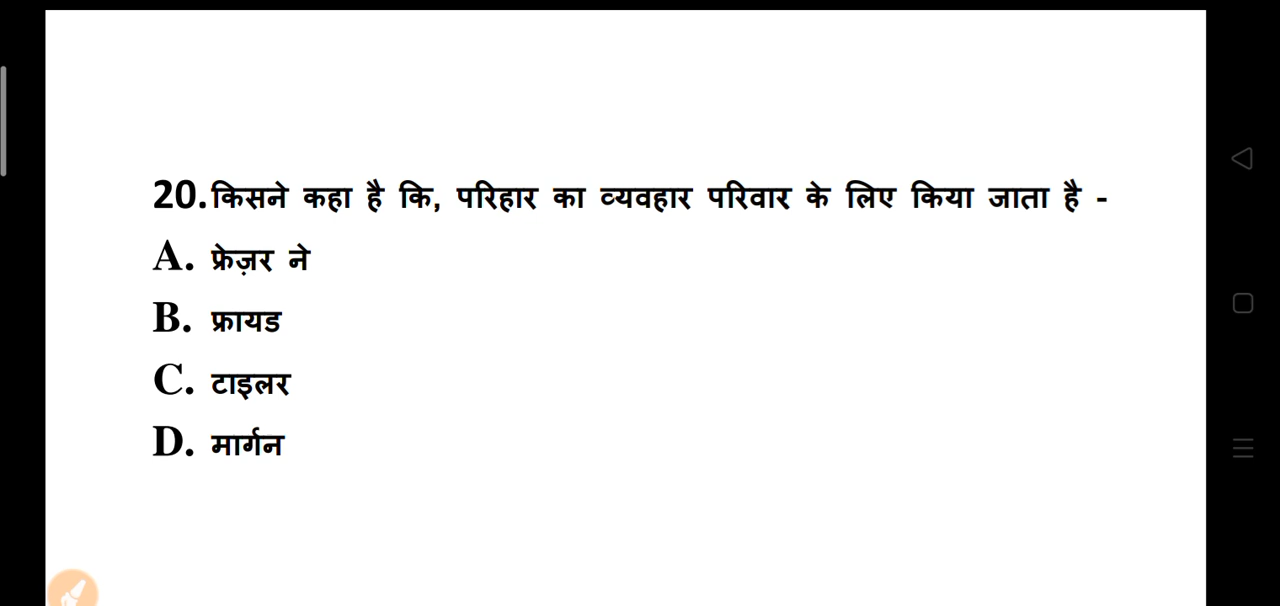 20.किसने कहा है कि, परिहार का व्यवहार परिवार के लिए किया जाता है -
A. फ्रेज़र ने
B. फ्रायड
C. टाइलर
D. मार्गन